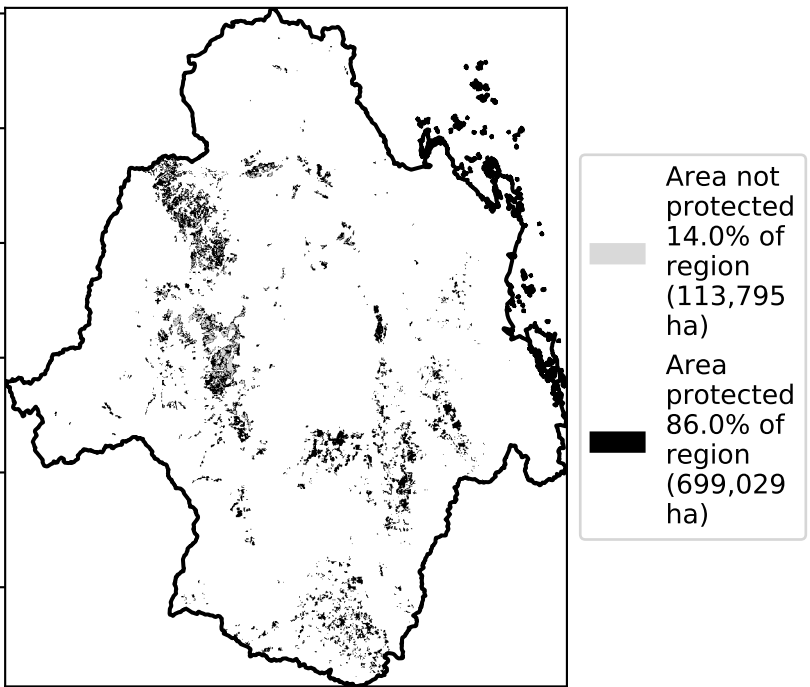 Area not
protected
14.0% of
region
(113,795
ha)
Area
protected
86.0% of
region
(699,029
ha)